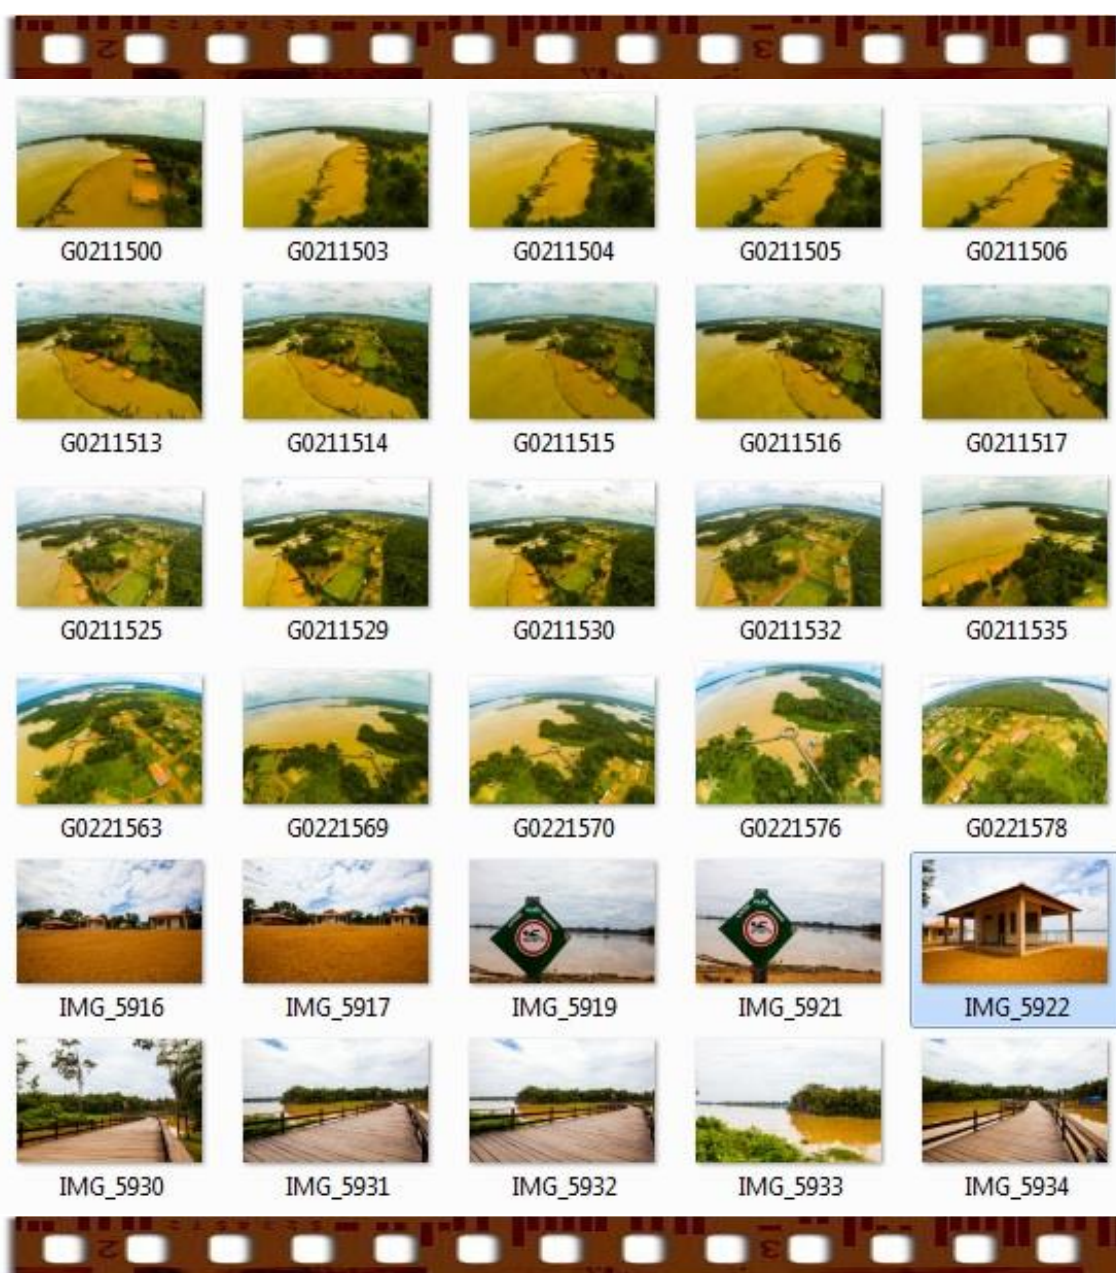 G0211500 G0211503 G0211504 G0211505 G0211506
G0211513 G0211514 G0211515 G0211516 G0211517
G0211525 G0211529 G0211530 G0211532 G0211535
G0221563 G0221569 G0221570 G0221576 G0221578
IMG_5916 IMG_5917 IMG_5919 IMG_5921 IMG_5922
IMG_5930 IMG_5931 IMG_5932 IMG_5933 IMG_5934